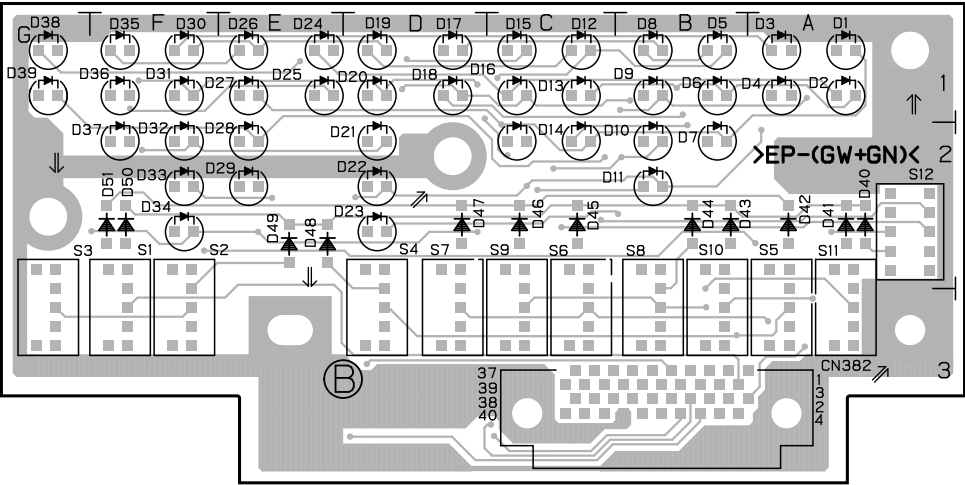 D38 D35 F D30 D26 E D24 D19 D D17 D15 C D12 D8 B D5 D3 A D1
G
D39 D36 D31 D27 D25 D20 D18 D16 D13 D9 D6 D4 D2 1
D37 D32 D28 D21 D14 D10 D7
>EP-(GW+GN)< 2
D33 D29 D22 D11 S12
D51 D50 D34 D49 D48 D23 D47 D46 D45 D44 D43 D42 D41 D40
S3 S1 S2 S4 S7 S9 S6 S8 S10 S5 S11
B CN382 3
37 1
39 3
38 2
40 4